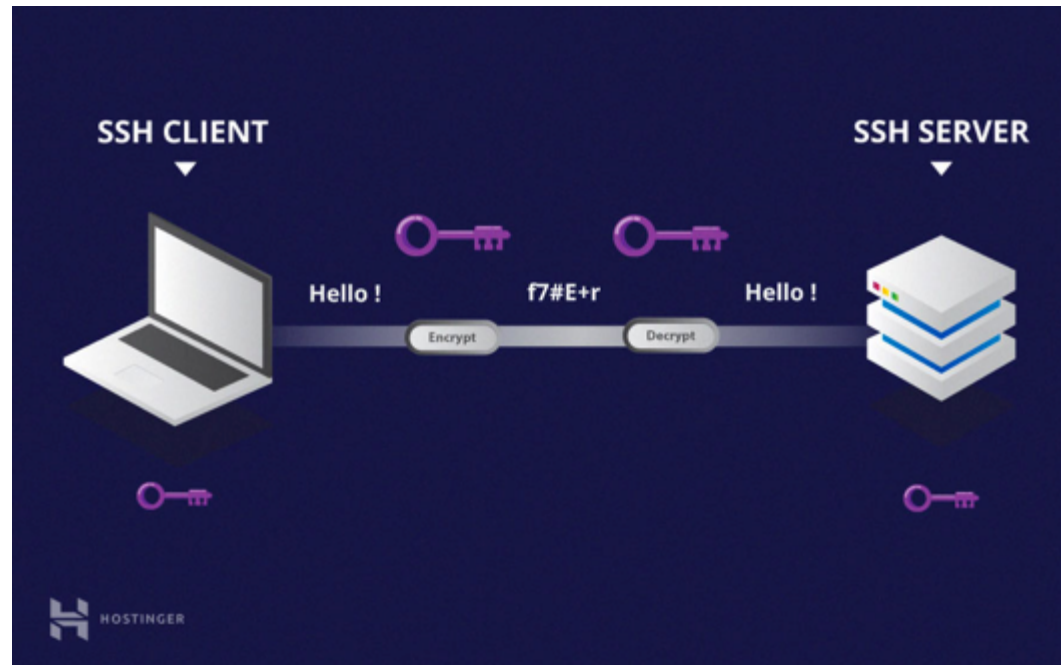 SSH CLIENT
SSH SERVER
Hello !
f7#E+r
Hello !
Encrypt
Decrypt
HOSTINGER